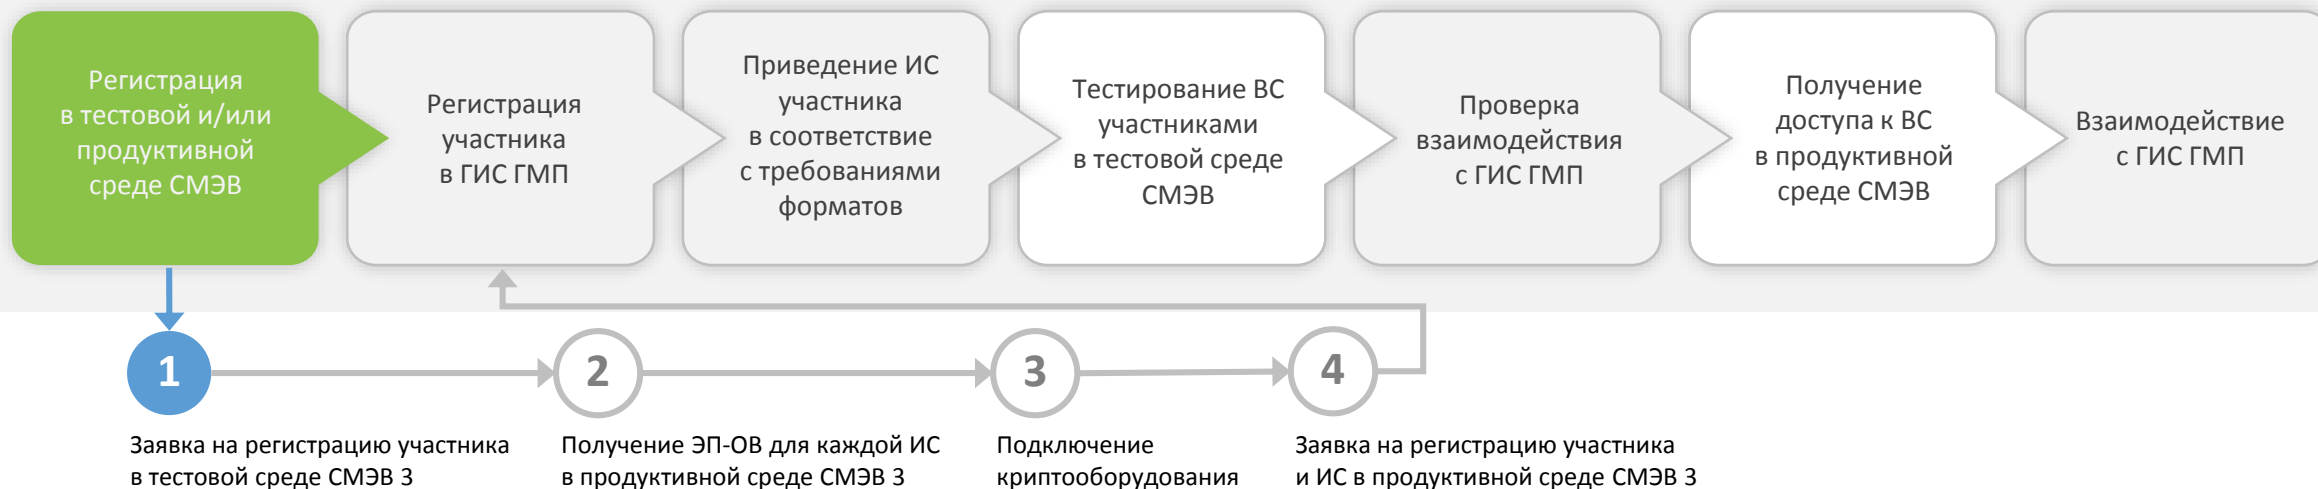 Регистрация
в тестовой и/или
продуктивной
среде СМЭВ
Регистрация
участника
в ГИС ГМП
Приведение ИС
участника
в соответствие
с требованиями
форматов
Тестирование ВС
участниками
в тестовой среде
СМЭВ
Проверка
взаимодействия
с ГИС ГМП
Получение
доступа к ВС
в продуктивной
среде СМЭВ
Взаимодействие
с ГИС ГМП
1
2
3
4
Заявка на регистрацию участника
в тестовой среде СМЭВ 3
Получение ЭП-ОВ для каждой ИС
в продуктивной среде СМЭВ 3
Подключение
криптооборудования
Заявка на регистрацию участника
и ИС в продуктивной среде СМЭВ 3